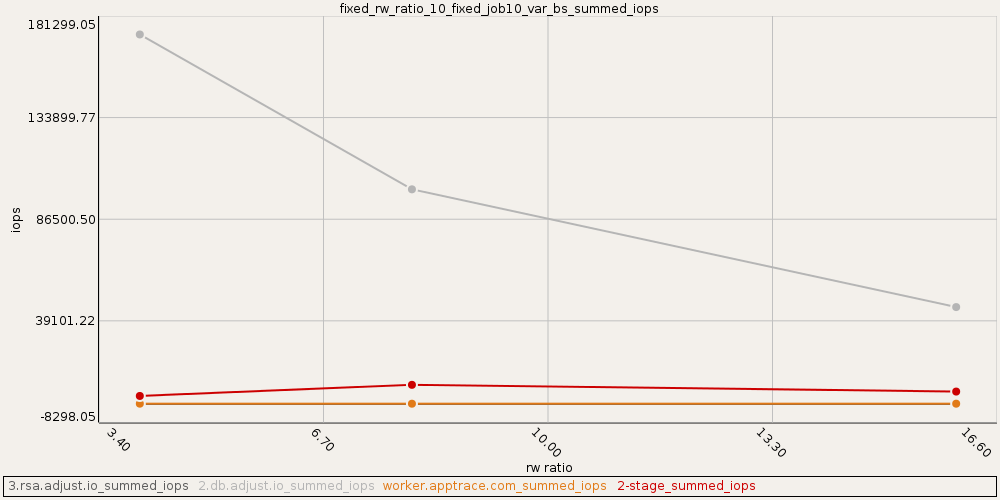 fixed_rw_ratio_10_fixed_job10_var_bs_summed_iops
181299.05
133899.77
86500.50
39101.22
-8298.05
iops
3.40 6.70 10.00 13.30 16.60
rw ratio
3.rsa.adjust.io_summed_iops 2.db.adjust.io_summed_iops worker.apptrace.com_summed_iops 2-stage_summed_iops